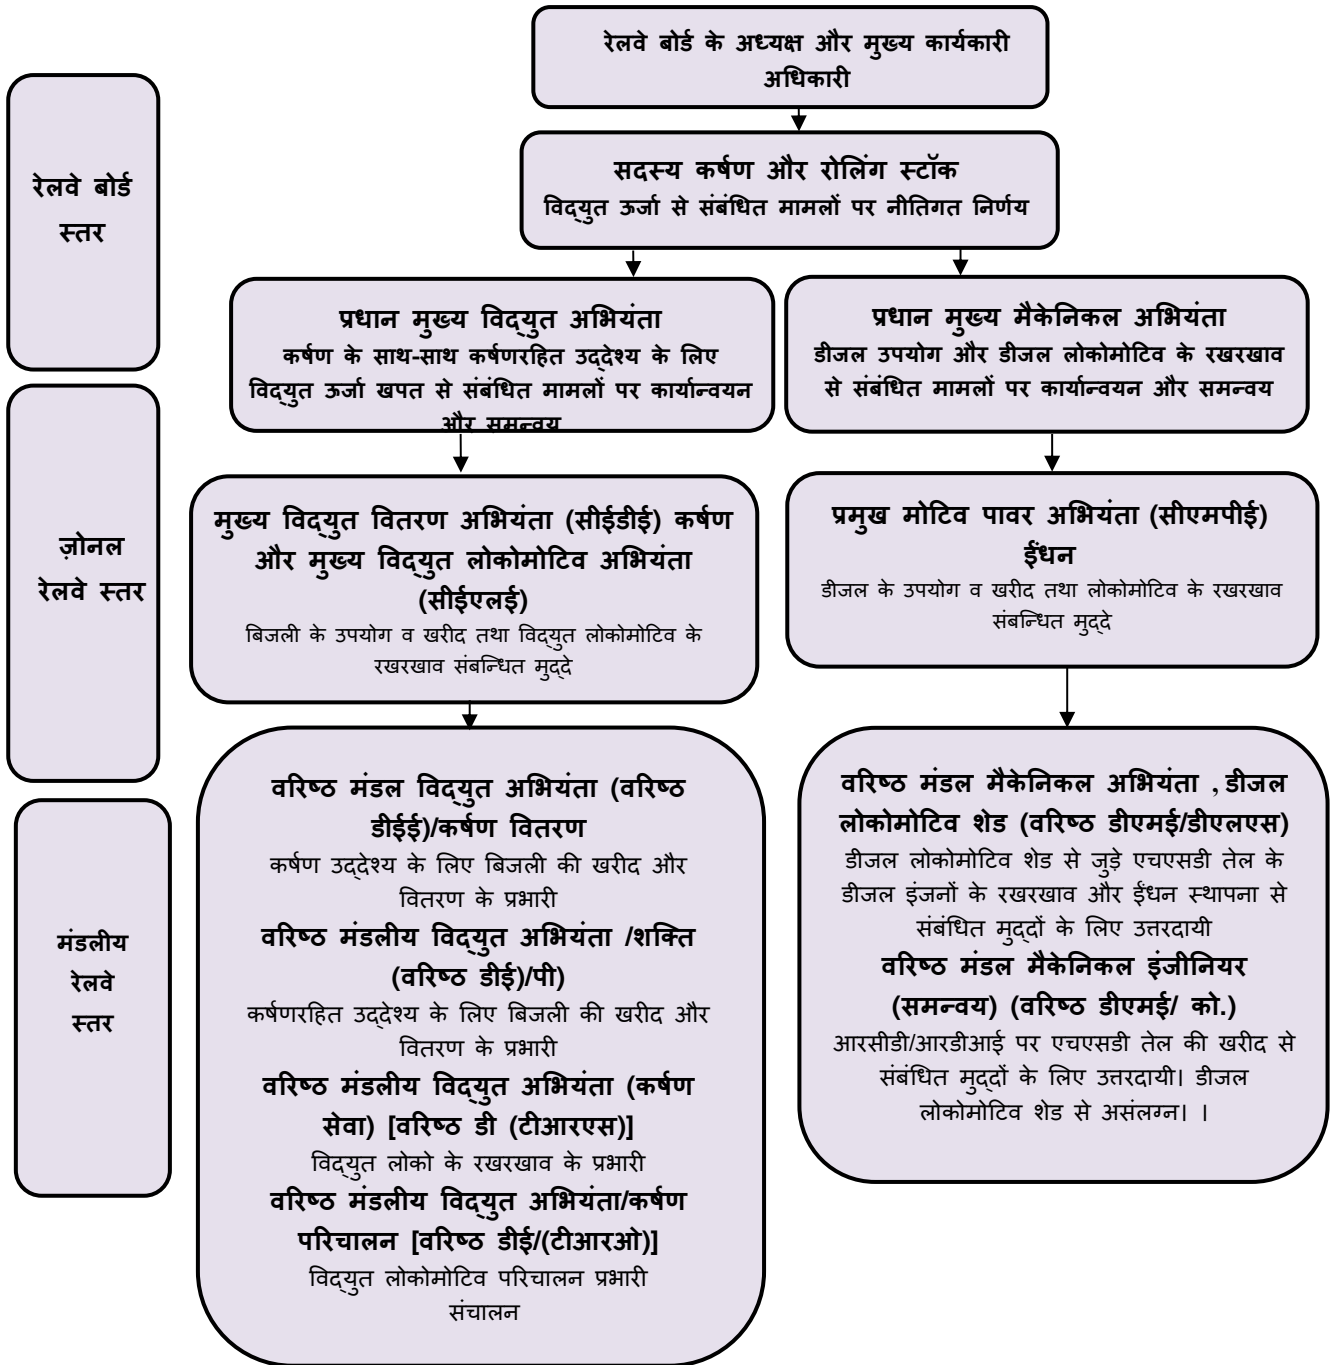 रेलवे बोर्ड के अध्यक्ष और मुख्य कार्यकारी
अधिकारी
रेलवे बोर्ड
स्तर
सदस्य कर्षण और रोलिंग स्टॉक
विद्युत ऊर्जा से संबंधित मामलों पर नीतिगत निर्णय
प्रधान मुख्य विद्युत अभियंता
कर्षण के साथ-साथ कर्षणरहित उद्देश्य के लिए
विद्युत ऊर्जा खपत से संबंधित मामलों पर कार्यान्वयन
और समन्वय
प्रधान मुख्य मैकेनिकल अभियंता
डीजल उपयोग और डीजल लोकोमोटिव के रखरखाव
से संबंधित मामलों पर कार्यान्वयन और समन्वय
ज़ोनल
रेलवे स्तर
मुख्य विद्युत वितरण अभियंता (सीईडीई) कर्षण
और मुख्य विद्युत लोकोमोटिव अभियंता
(सीईएलई)
बिजली के उपयोग व खरीद तथा विद्युत लोकोमोटिव के
रखरखाव संबन्धित मुद्दे
प्रमुख मोटिव पावर अभियंता (सीएमपीई)
ईंधन
डीजल के उपयोग व खरीद तथा लोकोमोटिव के रखरखाव
संबन्धित मुद्दे
मंडलीय
रेलवे
स्तर
वरिष्ठ मंडल विद्युत अभियंता (वरिष्ठ
डीईई)/कर्षण वितरण
कर्षण उद्देश्य के लिए बिजली की खरीद और
वितरण के प्रभारी
वरिष्ठ मंडलीय विद्युत अभियंता /शक्ति
(वरिष्ठ डीई)/पी)
कर्षणरहित उद्देश्य के लिए बिजली की खरीद और
वितरण के प्रभारी
वरिष्ठ मंडलीय विद्युत अभियंता (कर्षण
सेवा) [वरिष्ठ डी (टीआरएस)]
विद्युत लोको के रखरखाव के प्रभारी
वरिष्ठ मंडलीय विद्युत अभियंता/कर्षण
परिचालन [वरिष्ठ डीई/(टीआरओ)]
विद्युत लोकोमोटिव परिचालन प्रभारी
संचालन
वरिष्ठ मंडल मैकेनिकल अभियंता , डीजल
लोकोमोटिव शेड (वरिष्ठ डीएमई/डीएलएस)
डीजल लोकोमोटिव शेड से जुड़े एचएसडी तेल के
डीजल इंजनों के रखरखाव और ईंधन स्थापना से
संबंधित मुद्दों के लिए उत्तरदायी
वरिष्ठ मंडल मैकेनिकल इंजीनियर
(समन्वय) (वरिष्ठ डीएमई/ को.)
आरसीडी/आरडीआई पर एचएसडी तेल की खरीद से
संबंधित मुद्दों के लिए उत्तरदायी। डीजल
लोकोमोटिव शेड से असंलग्न। ।